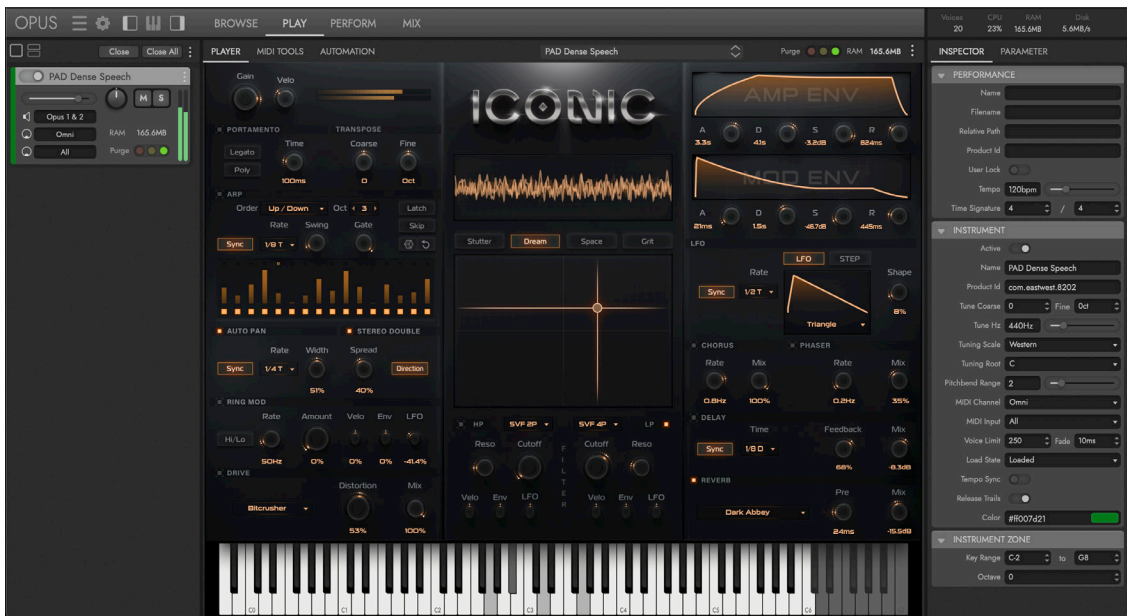 OPUS BROWSE PLAY PERFORM MIX
Voices CPU RAM Disk
20 23% 165.6MB 5.6MB/s
Close Close All
PAD Dense Speech
M S
Opus 1 & 2
Omni RAM 165.6MB
All Purge
PLAYER MIDI TOOLS AUTOMATION PAD Dense Speech Purge RAM 165.6MB
Gain Velo
PORTAMENTO TRANSPOSE
Legato Time Coarse Fine
Poly
100ms 0 0ct
ARP
Order Up / Down Oct 3 Latch
Rate Swing Gate Skip
Sync 1/8 T
AUTO PAN STEREO DOUBLE
Rate Width Spread
Sync 1/4 T Direction
51% 40%
RING MOD
Rate Amount Velo Env LFO
Hi/Lo
50Hz 0% 0% 0% -41.4%
DRIVE
Distortion Mix
Bitcrusher
53% 100%
ICONIC
Stutter Dream Space Grit
HP SVF 2P SVF 4P LP
Reso Cutoff Cutoff Reso
FILTER
Velo Env LFO Velo Env LFO
AMP ENV
A D S R
3.3s 4.1s -3.2dB 824ms
MOD ENV
A D S R
21ms 1.5s -46.7dB 445ms
LFO
LFO STEP
Rate Shape
Sync 1/2 T
8%
Triangle
CHORUS PHASER
Rate Mix Rate Mix
0.8Hz 100% 0.2Hz 35%
DELAY
Time Feedback Mix
Sync 1/8 D
68% -8.3dB
REVERB
Pre Mix
Dark Abbey
24ms -15.5dB
C0 C1 C2 C3 C4 C5 C6
INSPECTOR PARAMETER
PERFORMANCE
Name
Filename
Relative Path
Product Id
User Lock
Tempo 120bpm
Time Signature 4 / 4
INSTRUMENT
Active
Name PAD Dense Speech
Product Id com.eastwest.8202
Tune Coarse 0 Fine 0ct
Tune Hz 440Hz
Tuning Scale Western
Tuning Root C
Pitchbend Range 2
MIDI Channel Omni
MIDI Input All
Voice Limit 250 Fade 10ms
Load State Loaded
Tempo Sync
Release Trails
Color #ff007d21
INSTRUMENT ZONE
Key Range C-2 to G8
Octave 0